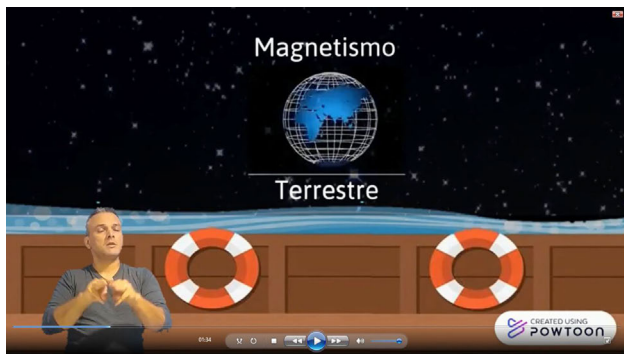 Magnetismo
Terrestre
CREATED USING
POWTOON
01:34